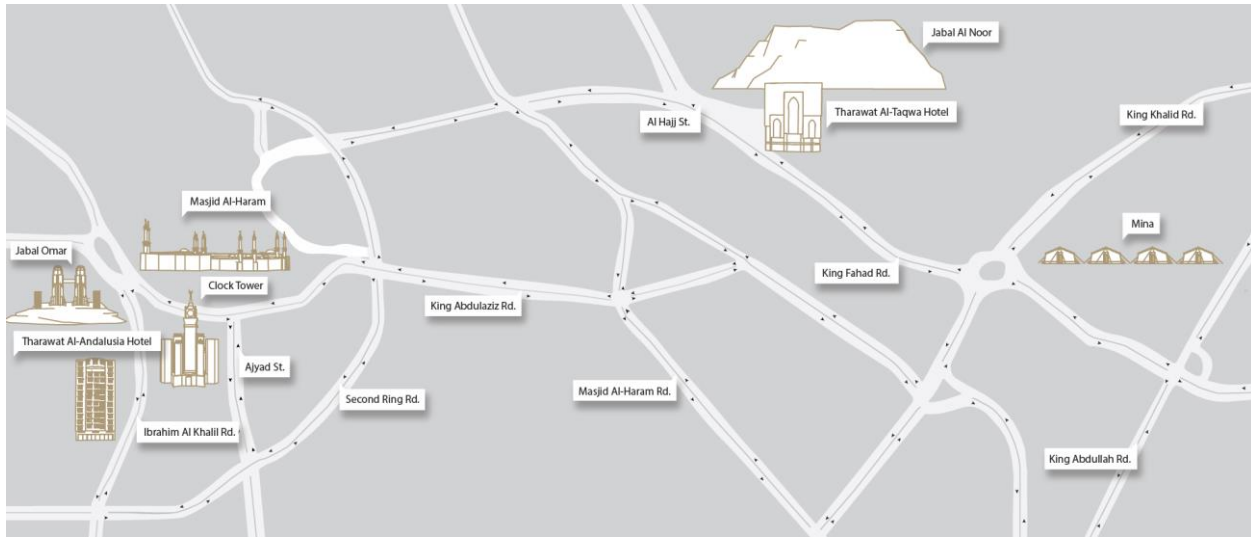 Jabal Al Noor
Tharawat Al-Taqwa Hotel
Al Hajj St.
King Khalid Rd.
Masjid Al-Haram
Mina
Jabal Omar
King Fahad Rd.
Clock Tower
King Abdulaziz Rd.
Tharawat Al-Andalusia Hotel
Ajyad St.
Masjid Al-Haram Rd.
Second Ring Rd.
Ibrahim Al Khalil Rd.
King Abdullah Rd.